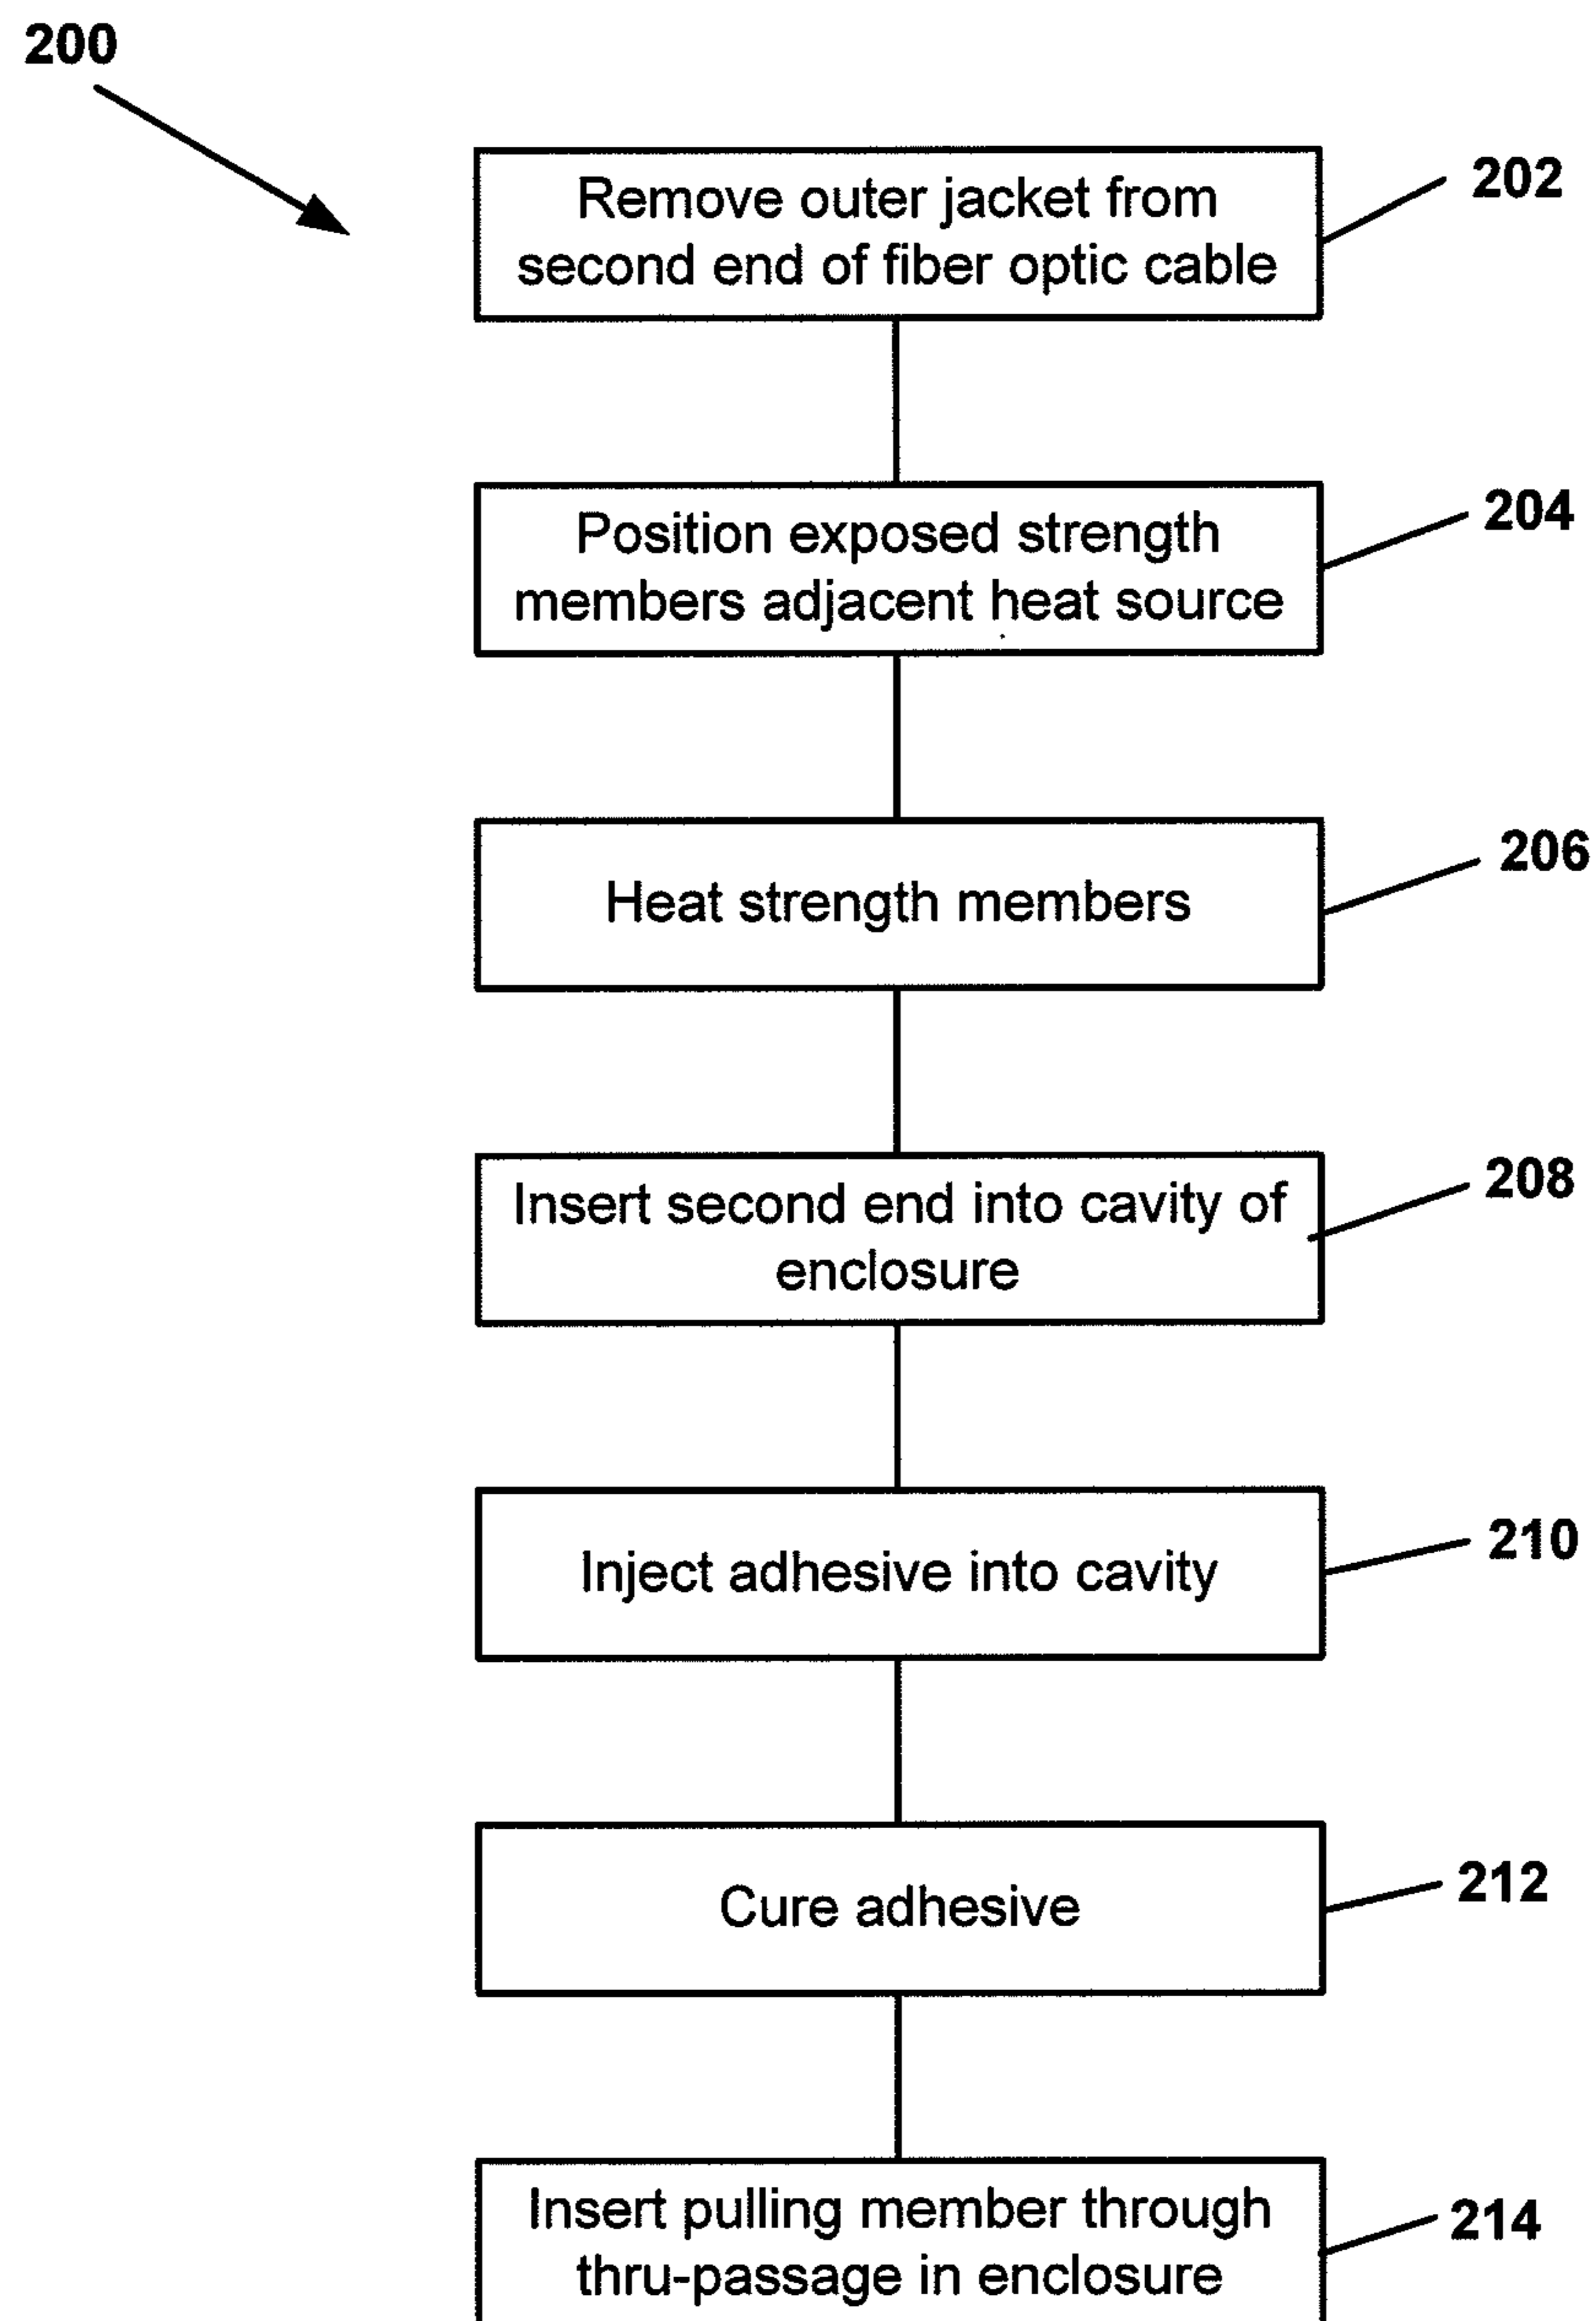 200
Remove outer jacket from
second end of fiber optic cable
202
Position exposed strength
members adjacent heat source
204
Heat strength members
206
Insert second end into cavity of
enclosure
208
Inject adhesive into cavity
210
Cure adhesive
212
Insert pulling member through
thru-passage in enclosure
214